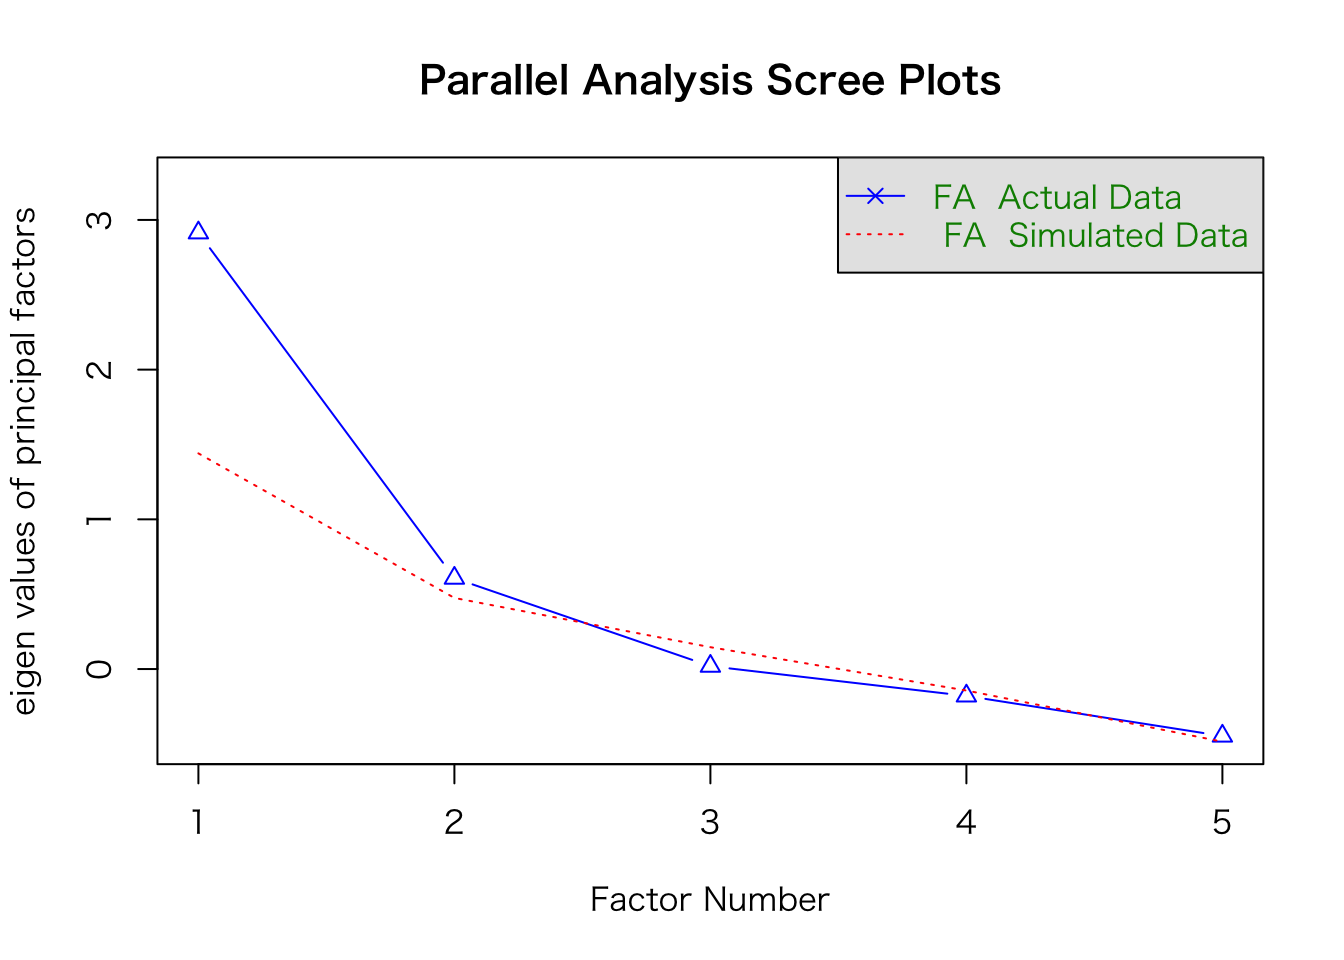 Parallel Analysis Scree Plots
FA Actual Data
FA Simulated Data
eigen values of principal factors
3
2
1
0
1 2 3 4 5
Factor Number